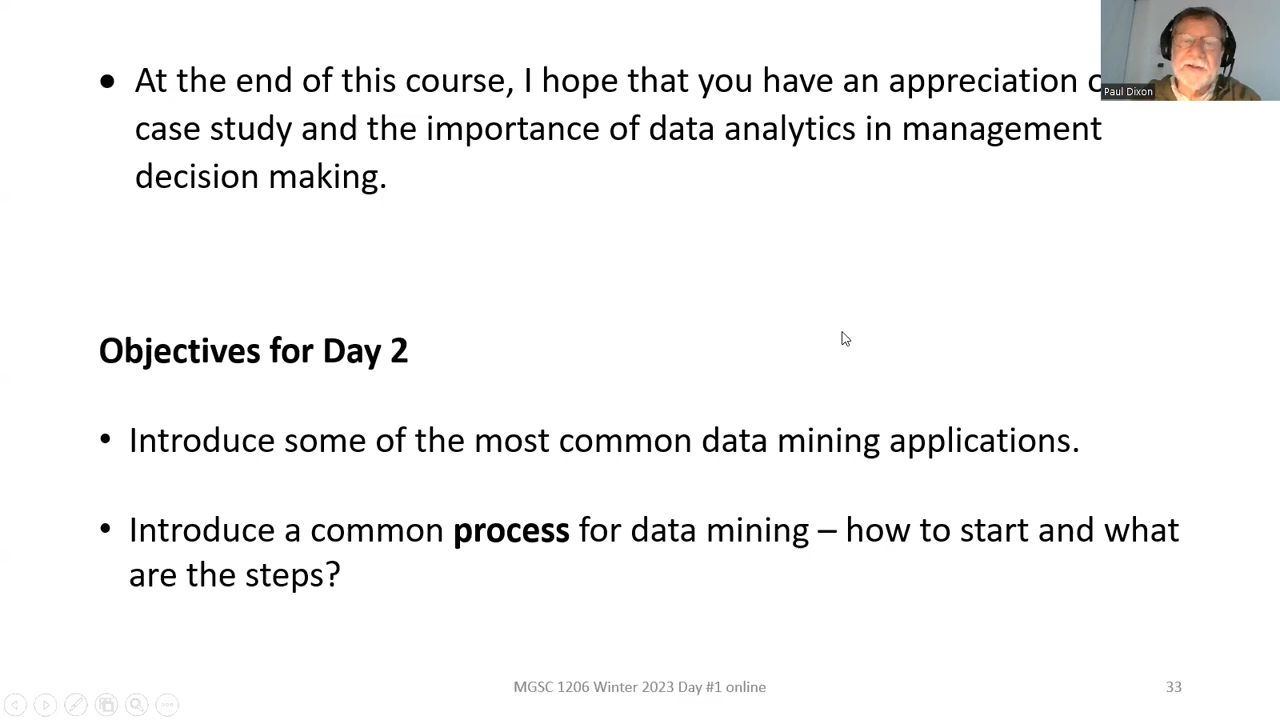 • At the end of this course, I hope that you have an appreciation
case study and the importance of data analytics in management
decision making.
Paul Dixon
Objectives for Day 2
• Introduce some of the most common data mining applications.
• Introduce a common process for data mining – how to start and what
are the steps?
MGSC 1206 Winter 2023 Day #1 online
33